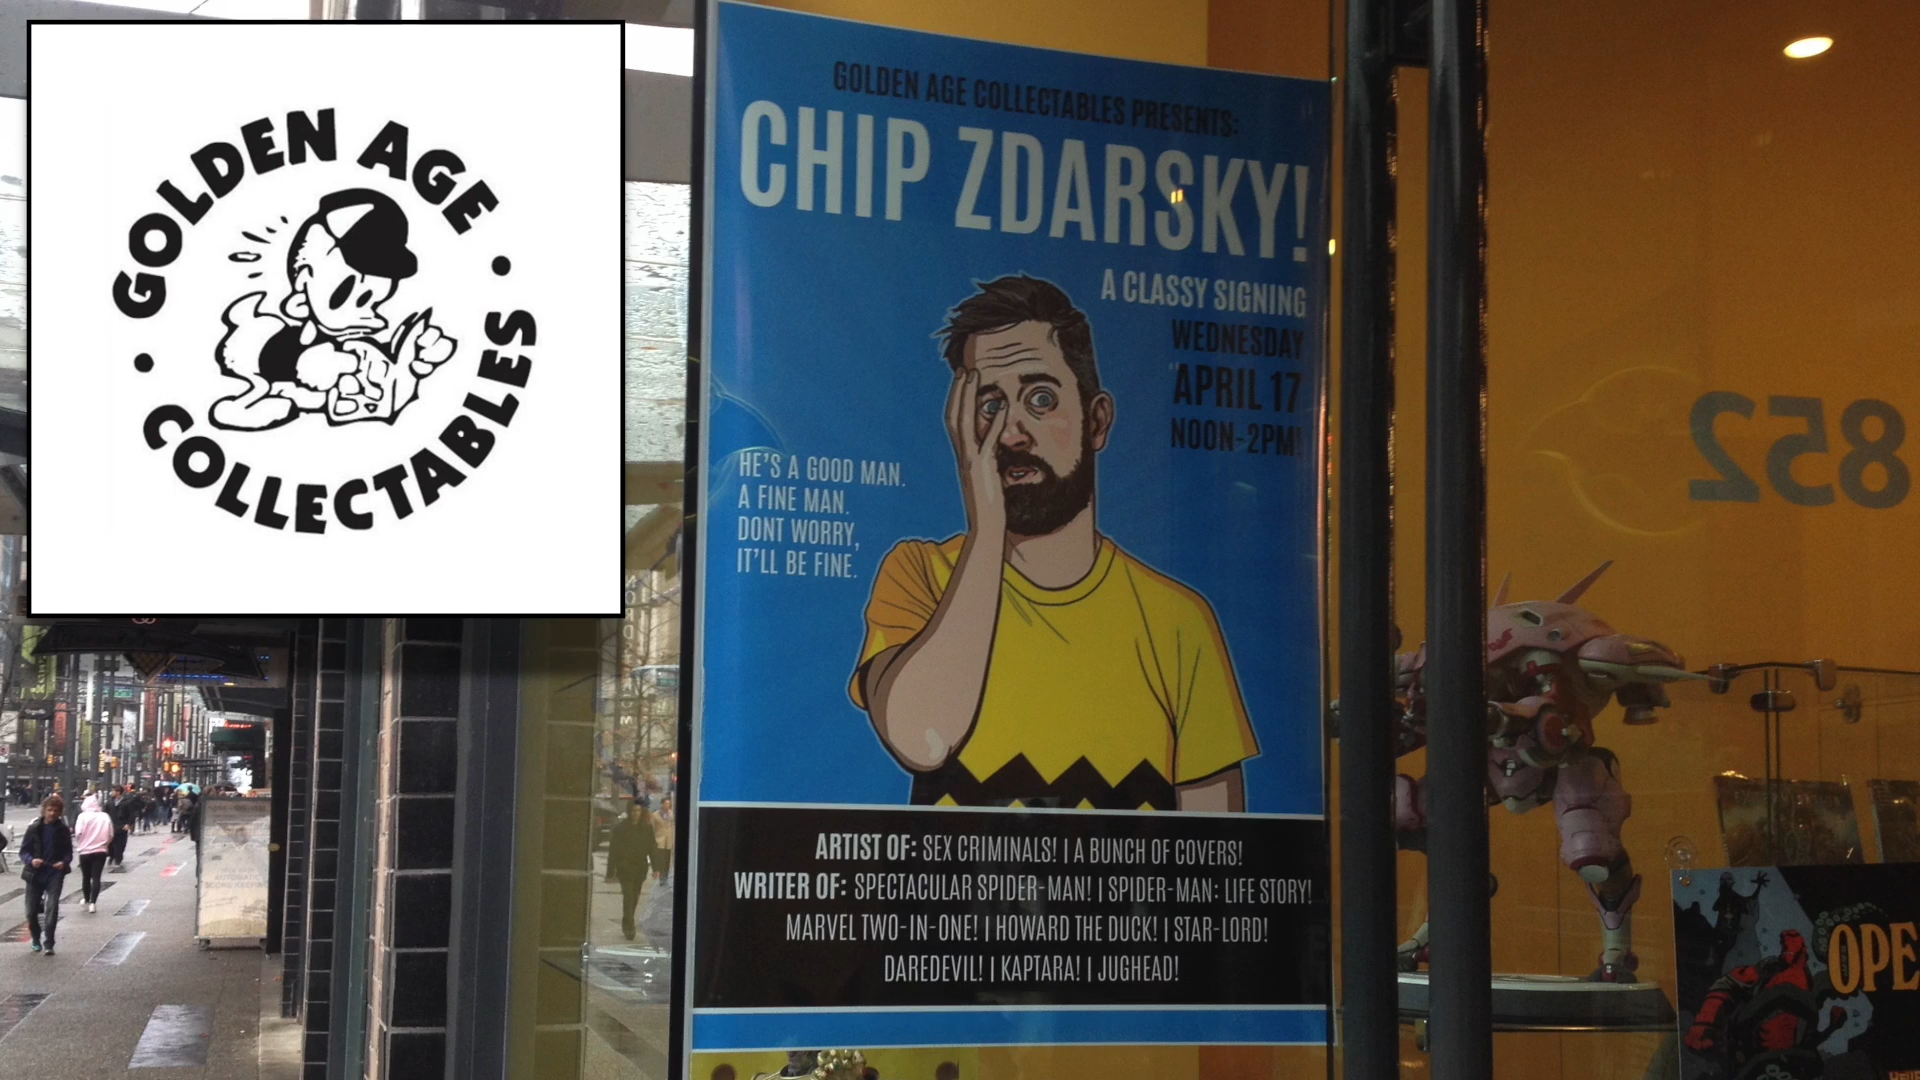 GOLDEN AGE
COLLECTABLES
GOLDEN AGE COLLECTABLES PRESENTS:
CHIP ZDARSKY!
A CLASSY SIGNING
WEDNESDAY
APRIL 17
NOON-2PM!
HE'S A GOOD MAN.
A FINE MAN.
DONT WORRY,
IT'LL BE FINE.
ARTIST OF: SEX CRIMINALS! | A BUNCH OF COVERS!
WRITER OF: SPECTACULAR SPIDER-MAN! | SPIDER-MAN: LIFE STORY!
MARVEL TWO-IN-ONE! | HOWARD THE DUCK! | STAR-LORD!
DAREDEVIL! | KAPTARA! | JUGHEAD!
852
OPE